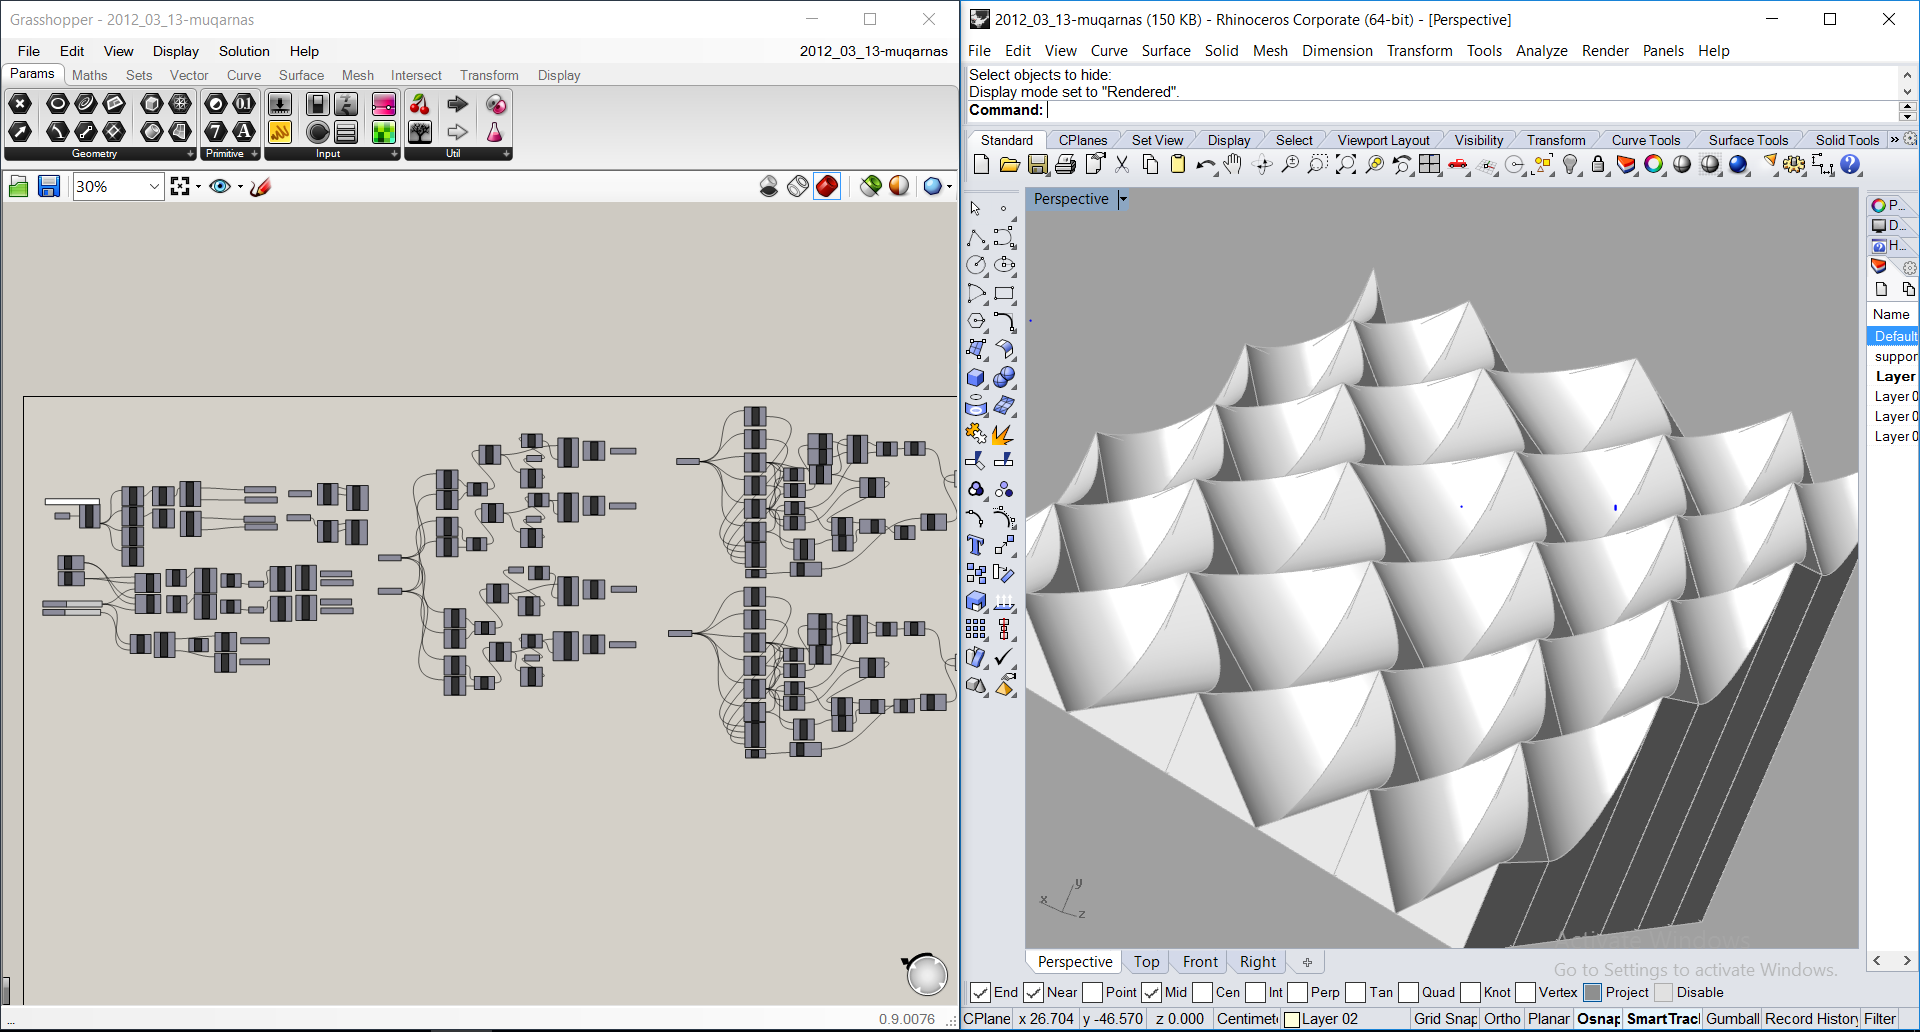 Grasshopper - 2012_03_13-muqarnas
File Edit View Display Solution Help 2012_03_13-muqarnas
Params Maths Sets Vector Curve Surface Mesh Intersect Transform Display
Geometry Primitive Input Util
30%
0.9.0076
2012_03_13-muqarnas (150 KB) - Rhinoceros Corporate (64-bit) - [Perspective]
File Edit View Curve Surface Solid Mesh Dimension Transform Tools Analyze Render Panels Help
Select objects to hide:
Display mode set to "Rendered".
Command:
Standard CPlanes Set View Display Select Viewport Layout Visibility Transform Curve Tools Surface Tools Solid Tools »
Perspective
P...
D...
H...
Name
Default
suppor
Layer
Layer 0
Layer 0
Layer 0
y
x
z
Activate Windows
Go to Settings to activate Windows.
Perspective Top Front Right
End Near Point Mid Cen Int Perp Tan Quad Knot Vertex Project Disable
CPlane x 26.704 y -46.570 z 0.000 Centimet Layer 02 Grid Snap Ortho Planar Osnap SmartTrac Gumball Record History Filter